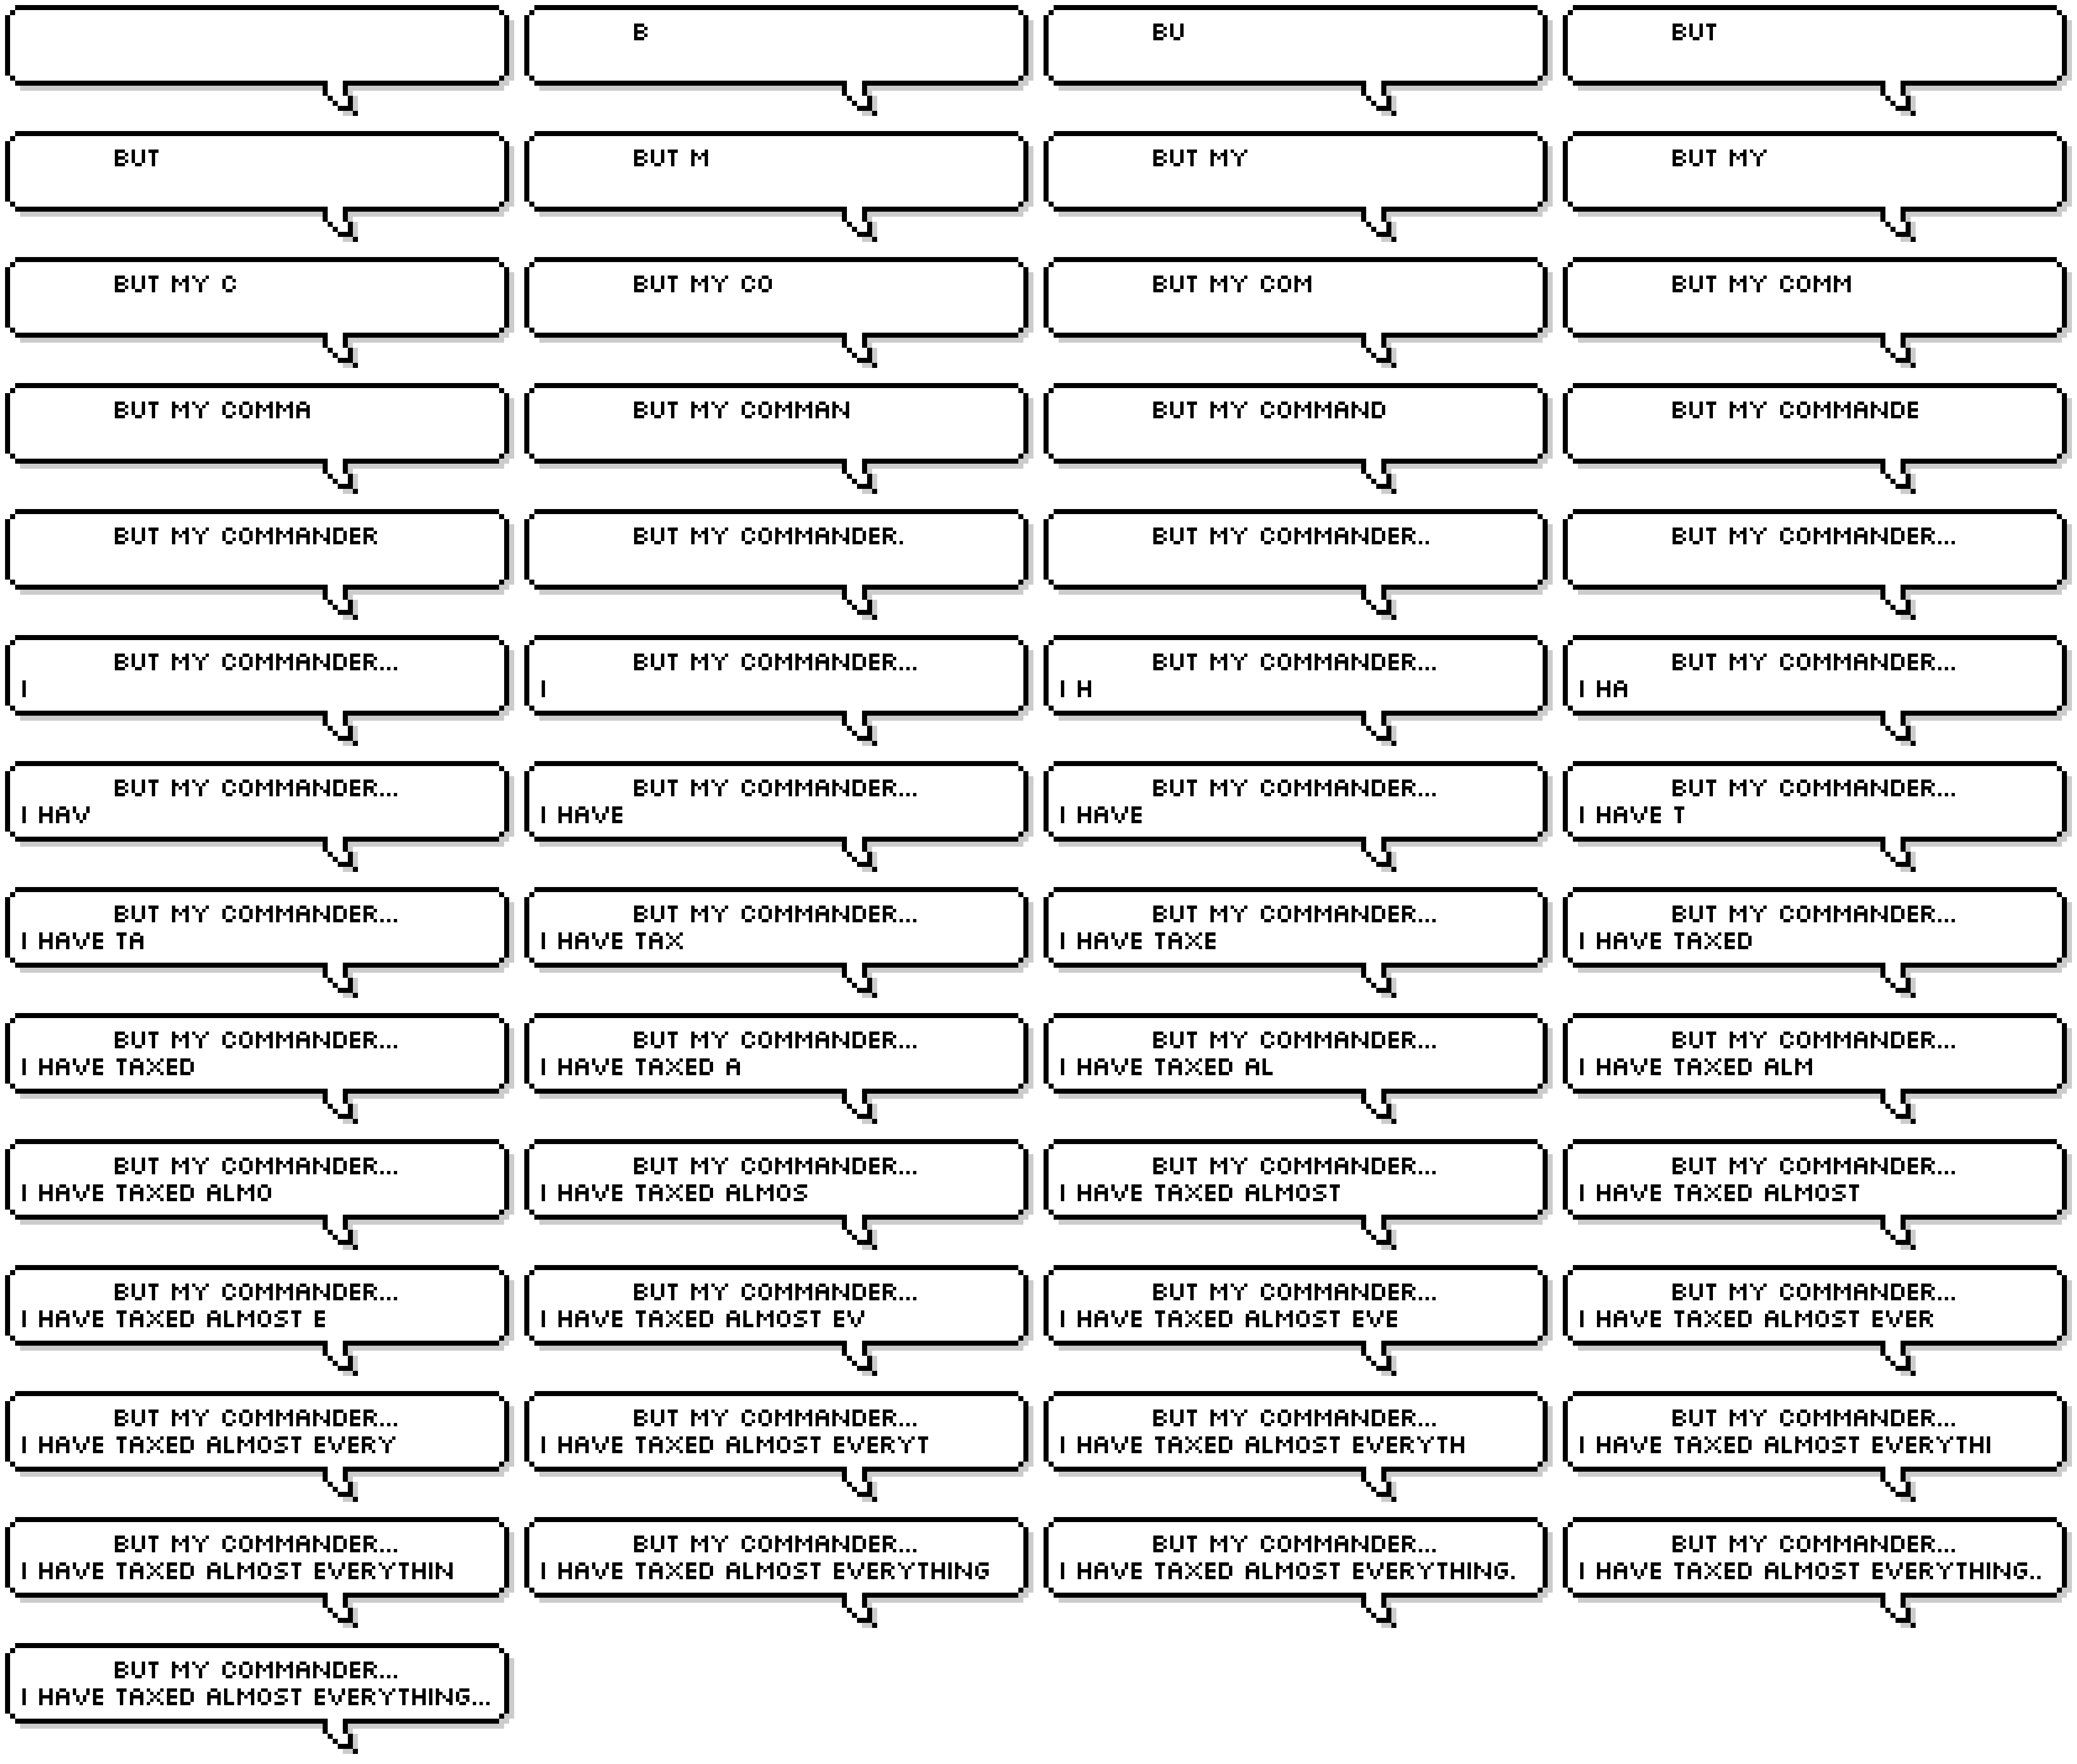 B BU BUT
BUT BUT M BUT MY BUT MY
BUT MY C BUT MY CO BUT MY COM BUT MY COMM
BUT MY COMMA BUT MY COMMAN BUT MY COMMAND BUT MY COMMANDE
BUT MY COMMANDER BUT MY COMMANDER. BUT MY COMMANDER.. BUT MY COMMANDER...
BUT MY COMMANDER... BUT MY COMMANDER... BUT MY COMMANDER... BUT MY COMMANDER...
I I I H I HA
BUT MY COMMANDER... BUT MY COMMANDER... BUT MY COMMANDER... BUT MY COMMANDER...
I HAV I HAVE I HAVE I HAVE T
BUT MY COMMANDER... BUT MY COMMANDER... BUT MY COMMANDER... BUT MY COMMANDER...
I HAVE TA I HAVE TAX I HAVE TAXE I HAVE TAXED
BUT MY COMMANDER... BUT MY COMMANDER... BUT MY COMMANDER... BUT MY COMMANDER...
I HAVE TAXED I HAVE TAXED A I HAVE TAXED AL I HAVE TAXED ALM
BUT MY COMMANDER... BUT MY COMMANDER... BUT MY COMMANDER... BUT MY COMMANDER...
I HAVE TAXED ALMO I HAVE TAXED ALMOS I HAVE TAXED ALMOST I HAVE TAXED ALMOST
BUT MY COMMANDER... BUT MY COMMANDER... BUT MY COMMANDER... BUT MY COMMANDER...
I HAVE TAXED ALMOST E I HAVE TAXED ALMOST EV I HAVE TAXED ALMOST EVE I HAVE TAXED ALMOST EVER
BUT MY COMMANDER... BUT MY COMMANDER... BUT MY COMMANDER... BUT MY COMMANDER...
I HAVE TAXED ALMOST EVERY I HAVE TAXED ALMOST EVERYT I HAVE TAXED ALMOST EVERYTH I HAVE TAXED ALMOST EVERYTHI
BUT MY COMMANDER... BUT MY COMMANDER... BUT MY COMMANDER... BUT MY COMMANDER...
I HAVE TAXED ALMOST EVERYTHIN I HAVE TAXED ALMOST EVERYTHING I HAVE TAXED ALMOST EVERYTHING. I HAVE TAXED ALMOST EVERYTHING..
BUT MY COMMANDER...
I HAVE TAXED ALMOST EVERYTHING...